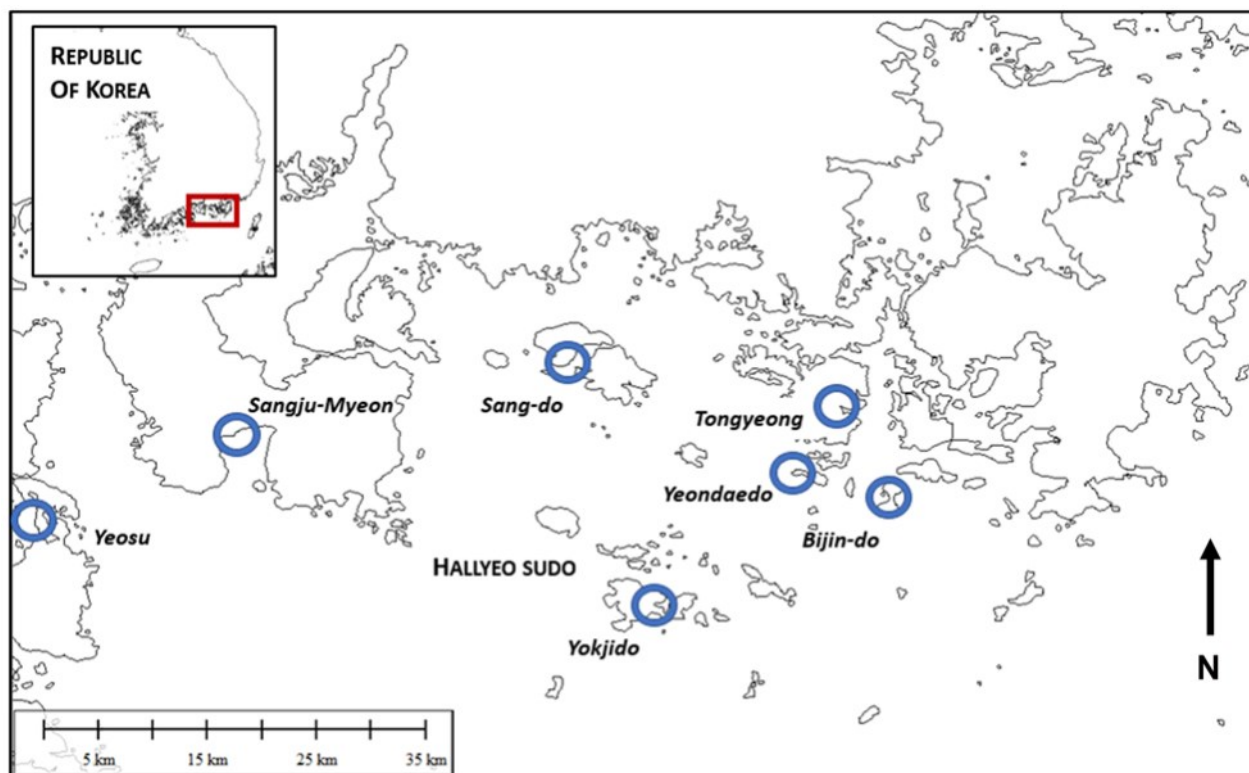 REPUBLIC
OF KOREA
Sangju-Myeon
Sang-do
Tongyeong
Yeondaedo
Yeosu
Bijin-do
HALLYEO SUDO
Yokjido
N
5 km
15 km
25 km
35 km